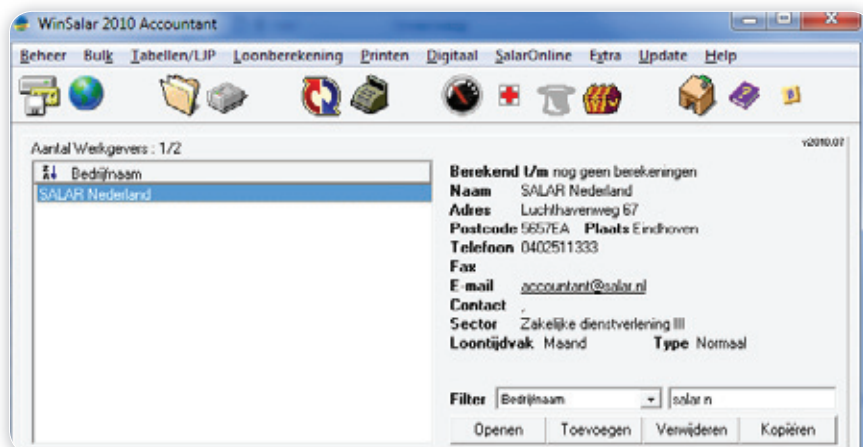 WinSalar 2010 Accountant
Beheer Bulk Tabellen/LJP Loonberekening Printen Digitaal SalarOnline Extra Update Help
v2010.07
Aantal Werkgevers : 1/2
Bedrijfnaam
SALAR Nederland
Berekend t/m nog geen berekeningen
Naam SALAR Nederland
Adres Luchthavenweg 67
Postcode 5657EA Plaats Eindhoven
Telefoon 0402511333
Fax
E-mail accountant@salar.nl
Contact ,
Sector Zakelijke dienstverlening III
Loontijdvak Maand Type Normaal
Filter Bedrijfnaam salar n
Openen Toevoegen Verwijderen Kopiëren